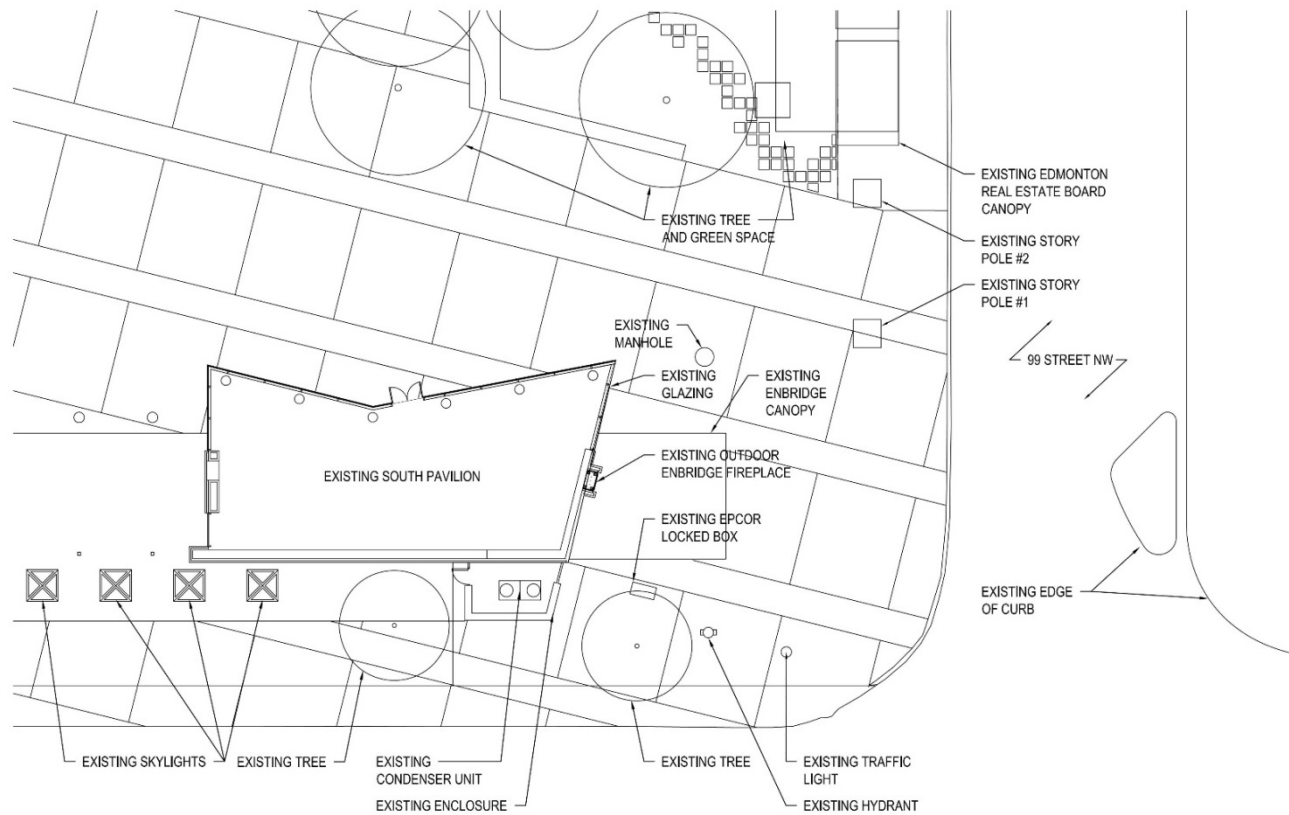 EXISTING EDMONTON
REAL ESTATE BOARD
CANOPY
EXISTING TREE
AND GREEN SPACE
EXISTING STORY
POLE #2
EXISTING STORY
POLE #1
EXISTING
MANHOLE
99 STREET NW
EXISTING
GLAZING
EXISTING
ENBRIDGE
CANOPY
EXISTING OUTDOOR
ENBRIDGE FIREPLACE
EXISTING SOUTH PAVILION
EXISTING EPCOR
LOCKED BOX
EXISTING EDGE
OF CURB
EXISTING SKYLIGHTS
EXISTING TREE
EXISTING
CONDENSER UNIT
EXISTING ENCLOSURE
EXISTING TREE
EXISTING TRAFFIC
LIGHT
EXISTING HYDRANT